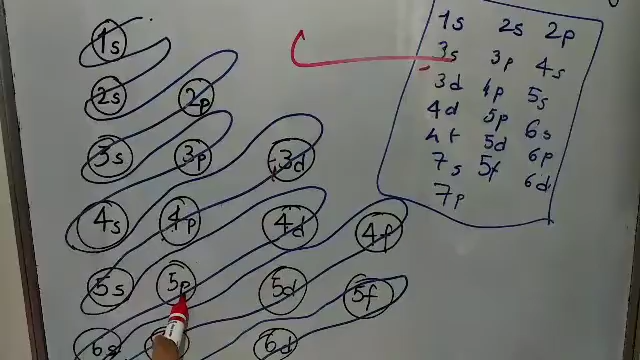 1s
2s 2p
3s 3p 3d
4s 4p 4d 4f
5s 5p 5d 5f
6s 6d
1s 2s 2p
3s 3p 4s
3d 4p 5s
4d 5p 6s
4f 5d 6p
7s 5f 6d
7p